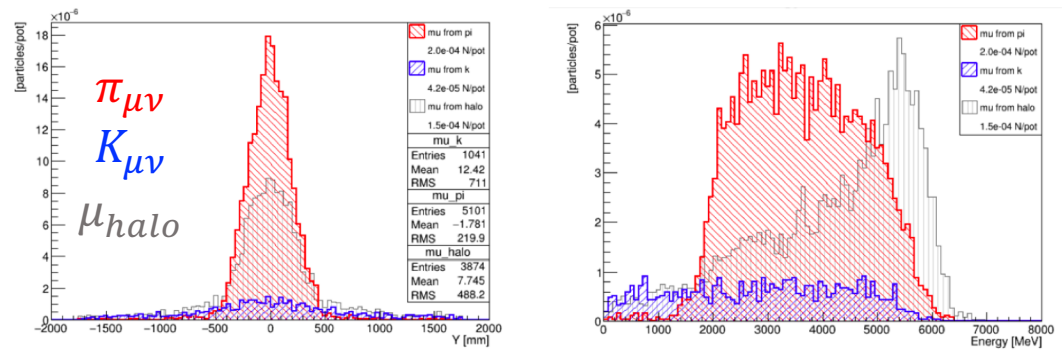 ×10⁻⁶
[particles/pot]
18
16
14
12
10
8
6
4
2
0
−2000 −1500 −1000 −500 0 500 1000 1500 2000
Y [mm]
π_μν
K_μν
μ_halo
mu from pi
2.0e-04 N/pot
mu from k
4.2e-05 N/pot
mu from halo
1.5e-04 N/pot
mu_k
Entries 1041
Mean 12.42
RMS 711
mu_pi
Entries 5101
Mean −1.781
RMS 219.9
mu_halo
Entries 3874
Mean 7.745
RMS 488.2
×10⁻⁶
[particles/pot]
6
5
4
3
2
1
0
0 1000 2000 3000 4000 5000 6000 7000 8000
Energy [MeV]
mu from pi
2.0e-04 N/pot
mu from k
4.2e-05 N/pot
mu from halo
1.5e-04 N/pot